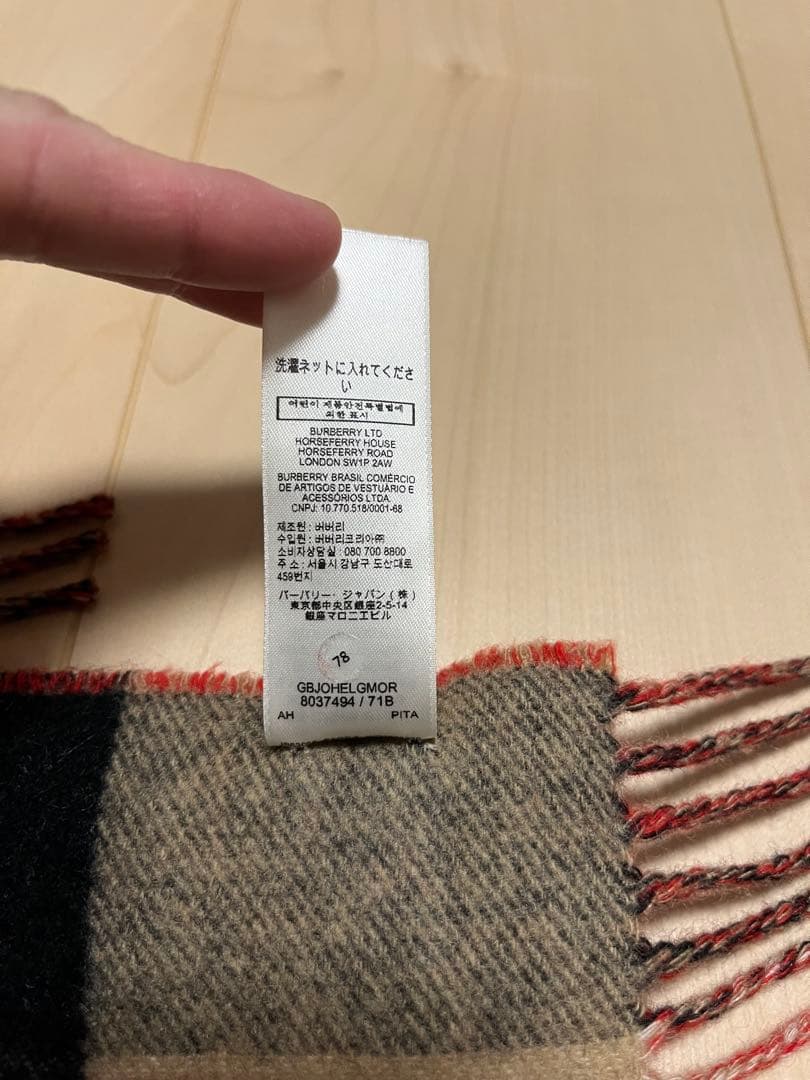 洗濯ネットに入れてくださ
い
어린이 제품안전특별법에
의한 표시
BURBERRY LTD
HORSEFERRY HOUSE
HORSEFERRY ROAD
LONDON SW1P 2AW
BURBERRY BRASIL COMÉRCIO
DE ARTIGOS DE VESTUÁRIO E
ACESSÓRIOS LTDA
CNPJ: 10.770.518/0001-68
제조원 : 버버리
수입원 : 버버리코리아㈜
소비자상담실 : 080 700 8800
주 소 : 서울시 강남구 도산대로
459번지
バーバリー・ジャパン(株)
東京都中央区銀座2-5-14
銀座マロニエビル
78
GBJOHELGMOR
8037494 / 71B
AH PITA